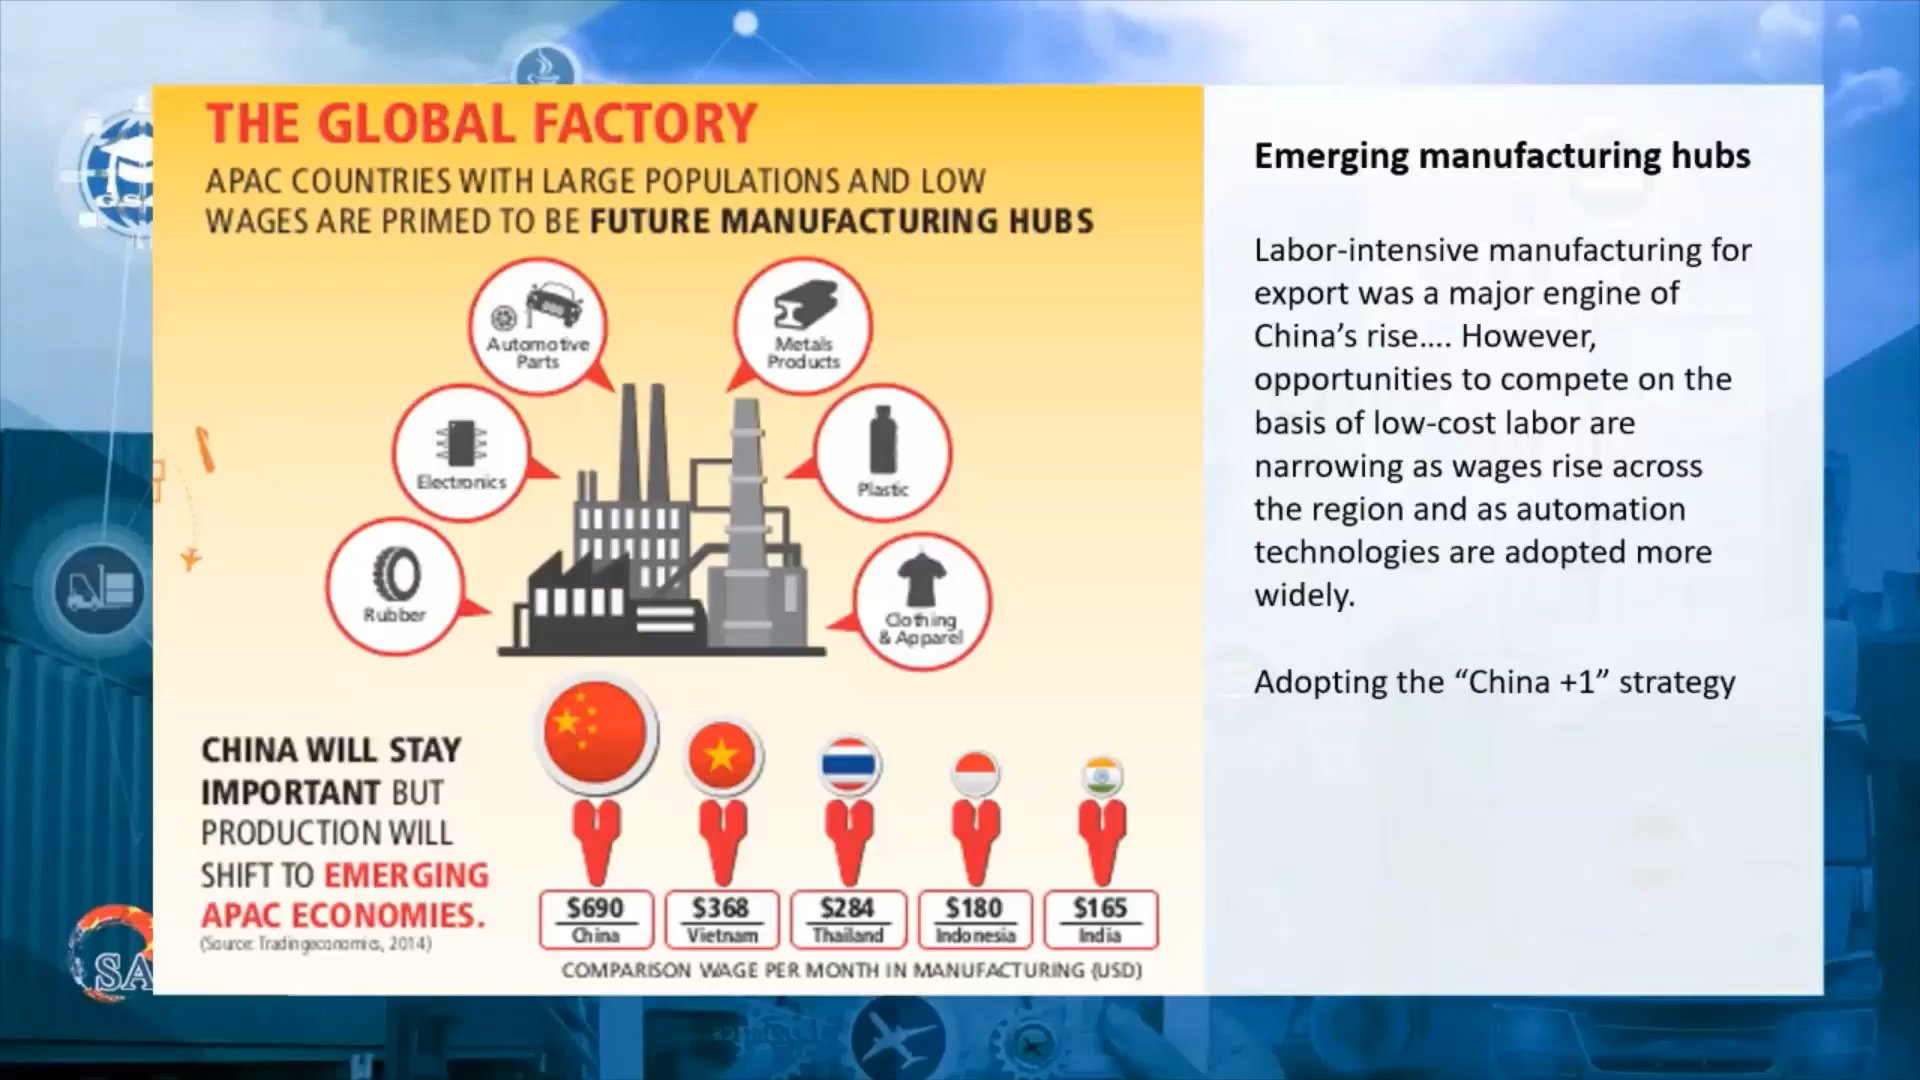 THE GLOBAL FACTORY
APAC COUNTRIES WITH LARGE POPULATIONS AND LOW
WAGES ARE PRIMED TO BE FUTURE MANUFACTURING HUBS
Automotive
Parts
Metals
Products
Electronics
Plastic
Rubber
Clothing
& Apparel
CHINA WILL STAY
IMPORTANT BUT
PRODUCTION WILL
SHIFT TO EMERGING
APAC ECONOMIES.
(Source: Tradingeconomics, 2014)
$690
China
$368
Vietnam
$284
Thailand
$180
Indonesia
$165
India
COMPARISON WAGE PER MONTH IN MANUFACTURING (USD)
Emerging manufacturing hubs
Labor-intensive manufacturing for
export was a major engine of
China’s rise.... However,
opportunities to compete on the
basis of low-cost labor are
narrowing as wages rise across
the region and as automation
technologies are adopted more
widely.
Adopting the “China +1” strategy
SA